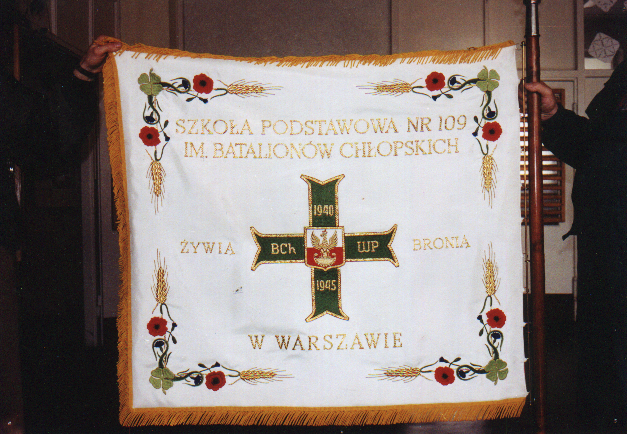 SZKOŁA PODSTAWOWA NR 109
IM. BATALIONÓW CHŁOPSKICH
1940
ŻYWIA BCh WP BRONIA
1945
W WARSZAWIE